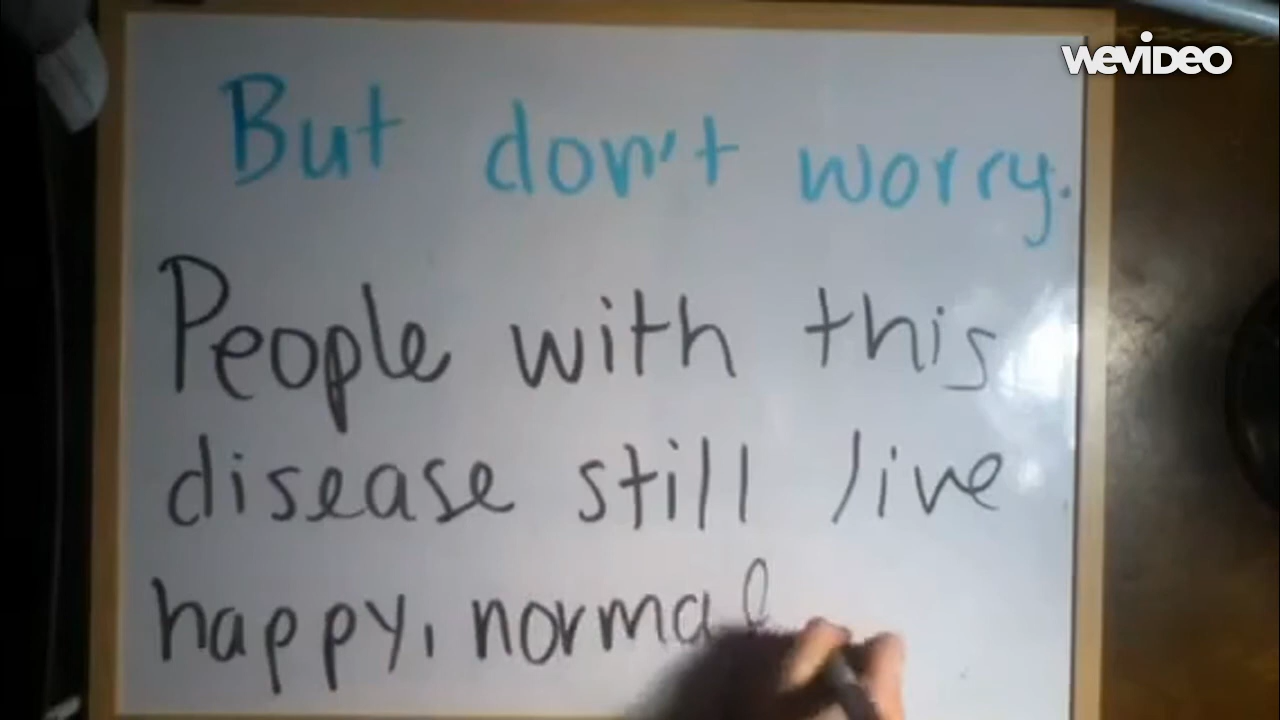 WEVIDEO
But don't worry.
People with this
disease still live
happy, normal